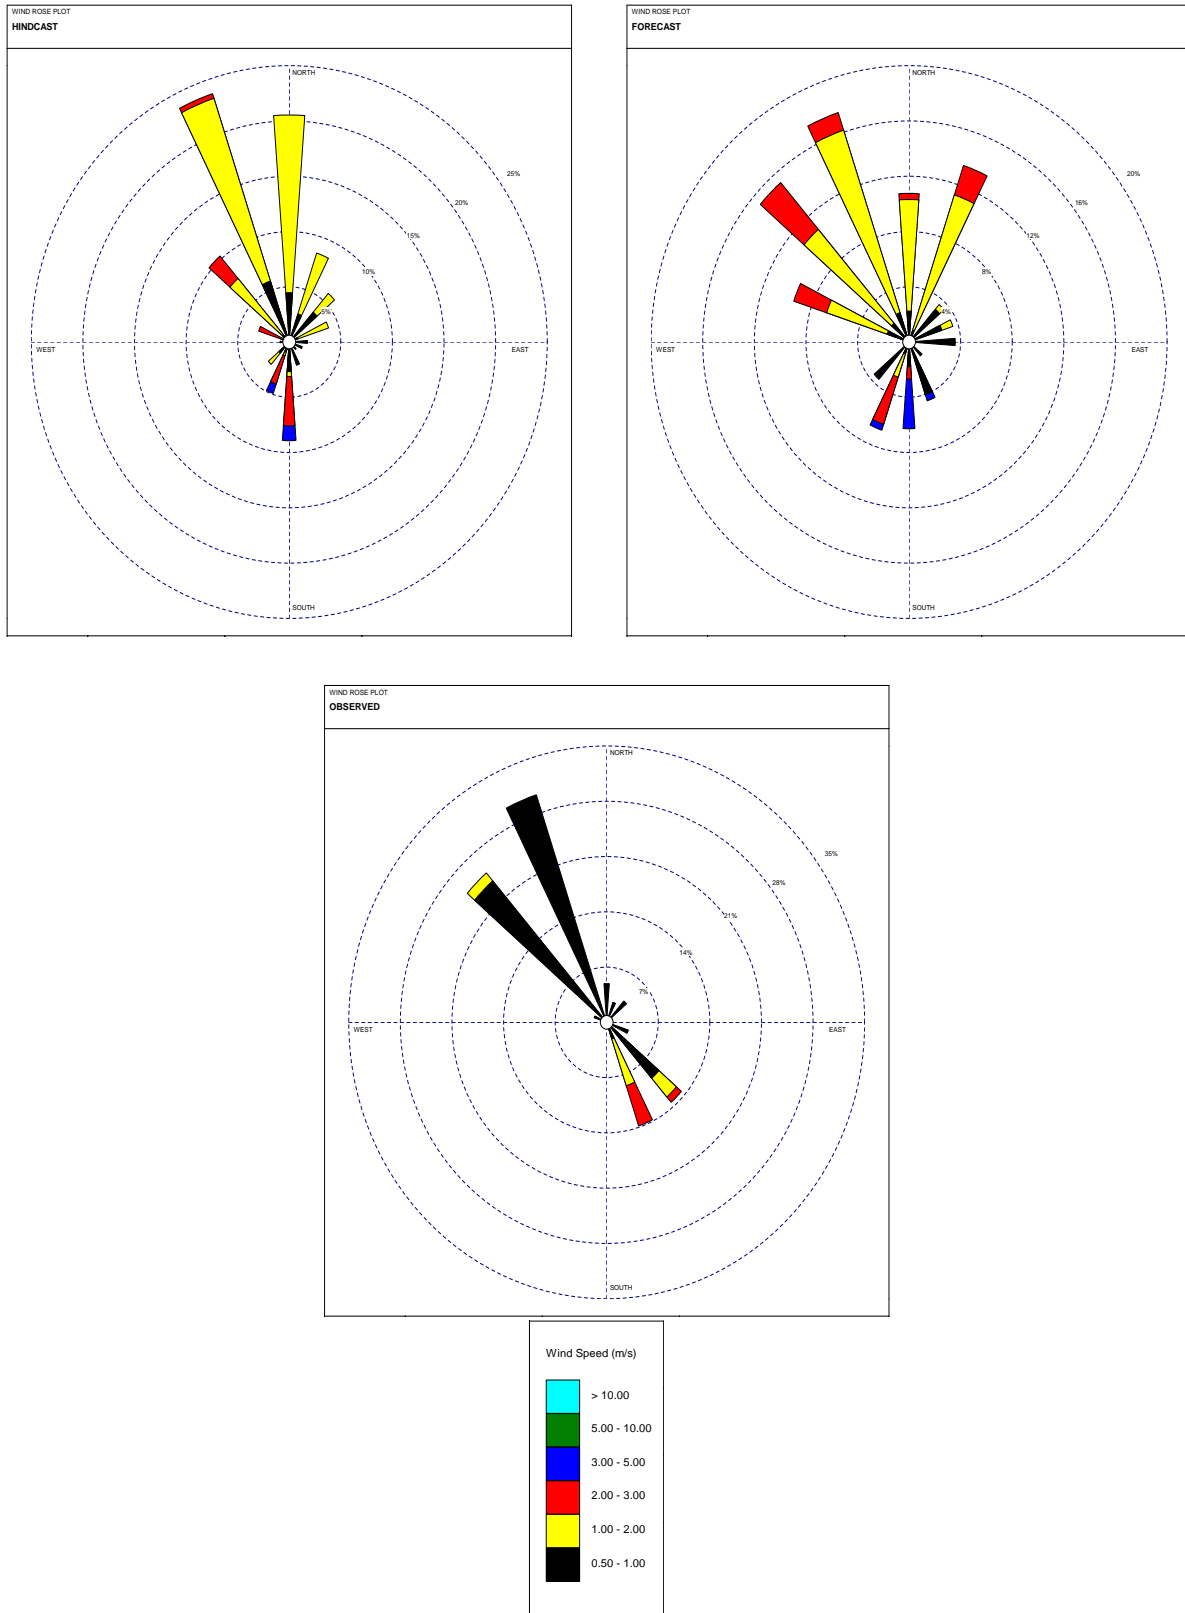 WIND ROSE PLOT
HINDCAST
NORTH
25%
20%
15%
10%
5%
WEST
EAST
SOUTH
WIND ROSE PLOT
FORECAST
NORTH
20%
16%
12%
8%
4%
WEST
EAST
SOUTH
WIND ROSE PLOT
OBSERVED
NORTH
35%
28%
21%
14%
7%
WEST
EAST
SOUTH
Wind Speed (m/s)
> 10.00
5.00 - 10.00
3.00 - 5.00
2.00 - 3.00
1.00 - 2.00
0.50 - 1.00